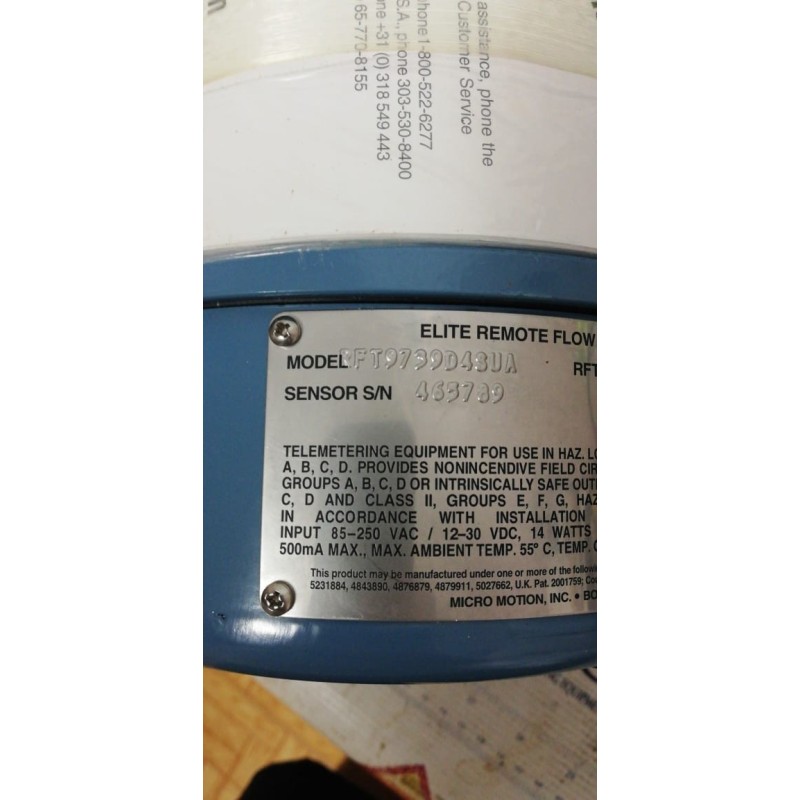 assistance, phone the
Customer Service
phone 1-800-522-6277
S.A., phone 303-530-8400
one +31 (0) 318 549 443
65-770-8155
ELITE REMOTE FLOW
MODEL RFT9739D4SUA
RFT
SENSOR S/N 465789
TELEMETERING EQUIPMENT FOR USE IN HAZ. LO
A, B, C, D. PROVIDES NONINCENDIVE FIELD CIR
GROUPS A, B, C, D OR INTRINSICALLY SAFE OUT
C, D AND CLASS II, GROUPS E, F, G, HAZ
IN ACCORDANCE WITH INSTALLATION
INPUT 85–250 VAC / 12–30 VDC, 14 WATTS
500mA MAX., MAX. AMBIENT TEMP. 55° C, TEMP. C
This product may be manufactured under one or more of the followi
5231884, 4843890, 4876879, 4879911, 5027662, U.K. Pat. 2001759; Co
MICRO MOTION, INC. • BO